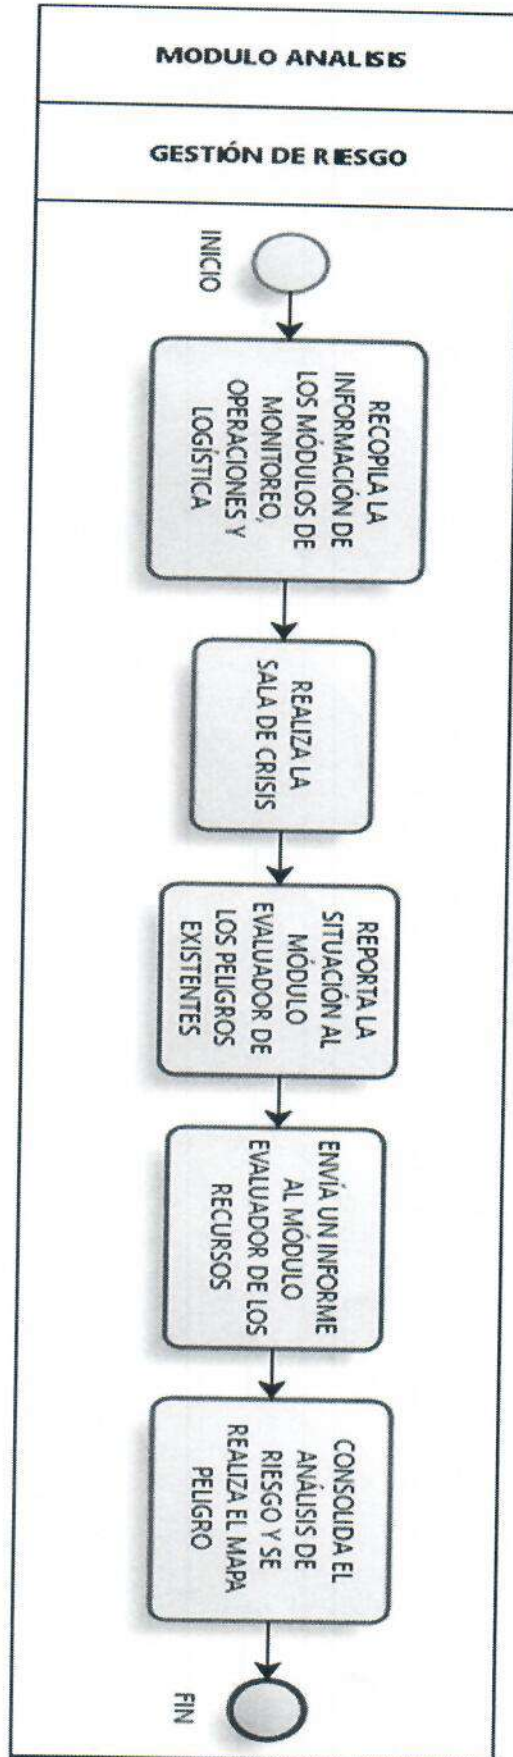 MODULO ANALISIS
GESTIÓN DE RIESGO
INICIO
RECOPILA LA
INFORMACIÓN DE
LOS MÓDULOS DE
MONITOREO,
OPERACIONES Y
LOGÍSTICA
REALIZA LA
SALA DE CRISIS
REPORTA LA
SITUACIÓN AL
MÓDULO
EVALUADOR DE
LOS PELIGROS
EXISTENTES
ENVÍA UN INFORME
AL MÓDULO
EVALUADOR DE LOS
RECURSOS
CONSOLIDA EL
ANÁLISIS DE
RIESGO Y SE
REALIZA EL MAPA
PELIGRO
FIN